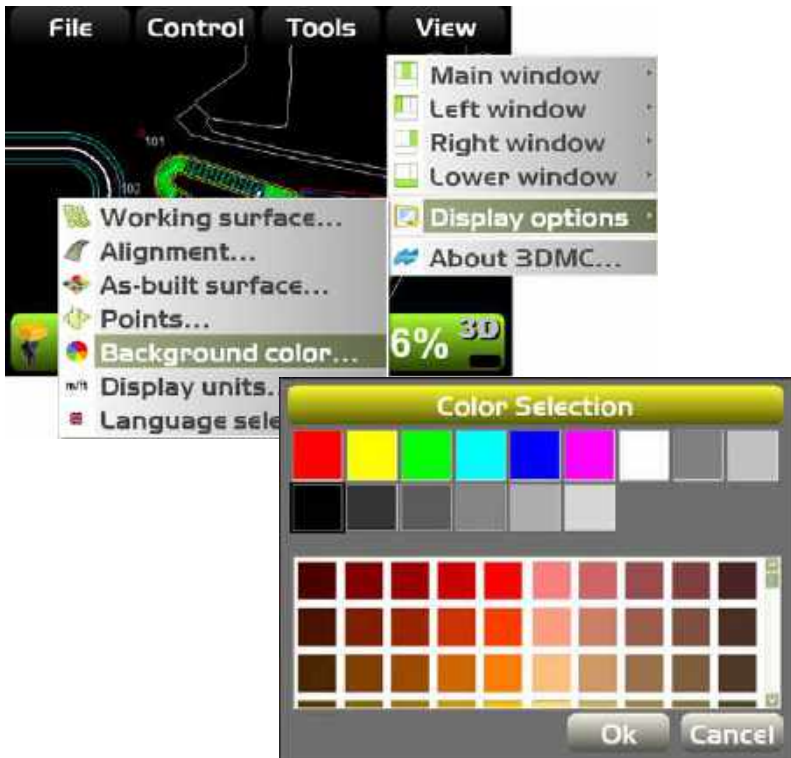 File Control Tools View
Main window
Left window
Right window
Lower window
Display options
About 3DMC...
101
102
Working surface...
Alignment...
As-built surface...
Points...
Background color...
m/ft Display units..
Language sele
6% 3D
Color Selection
Ok Cancel